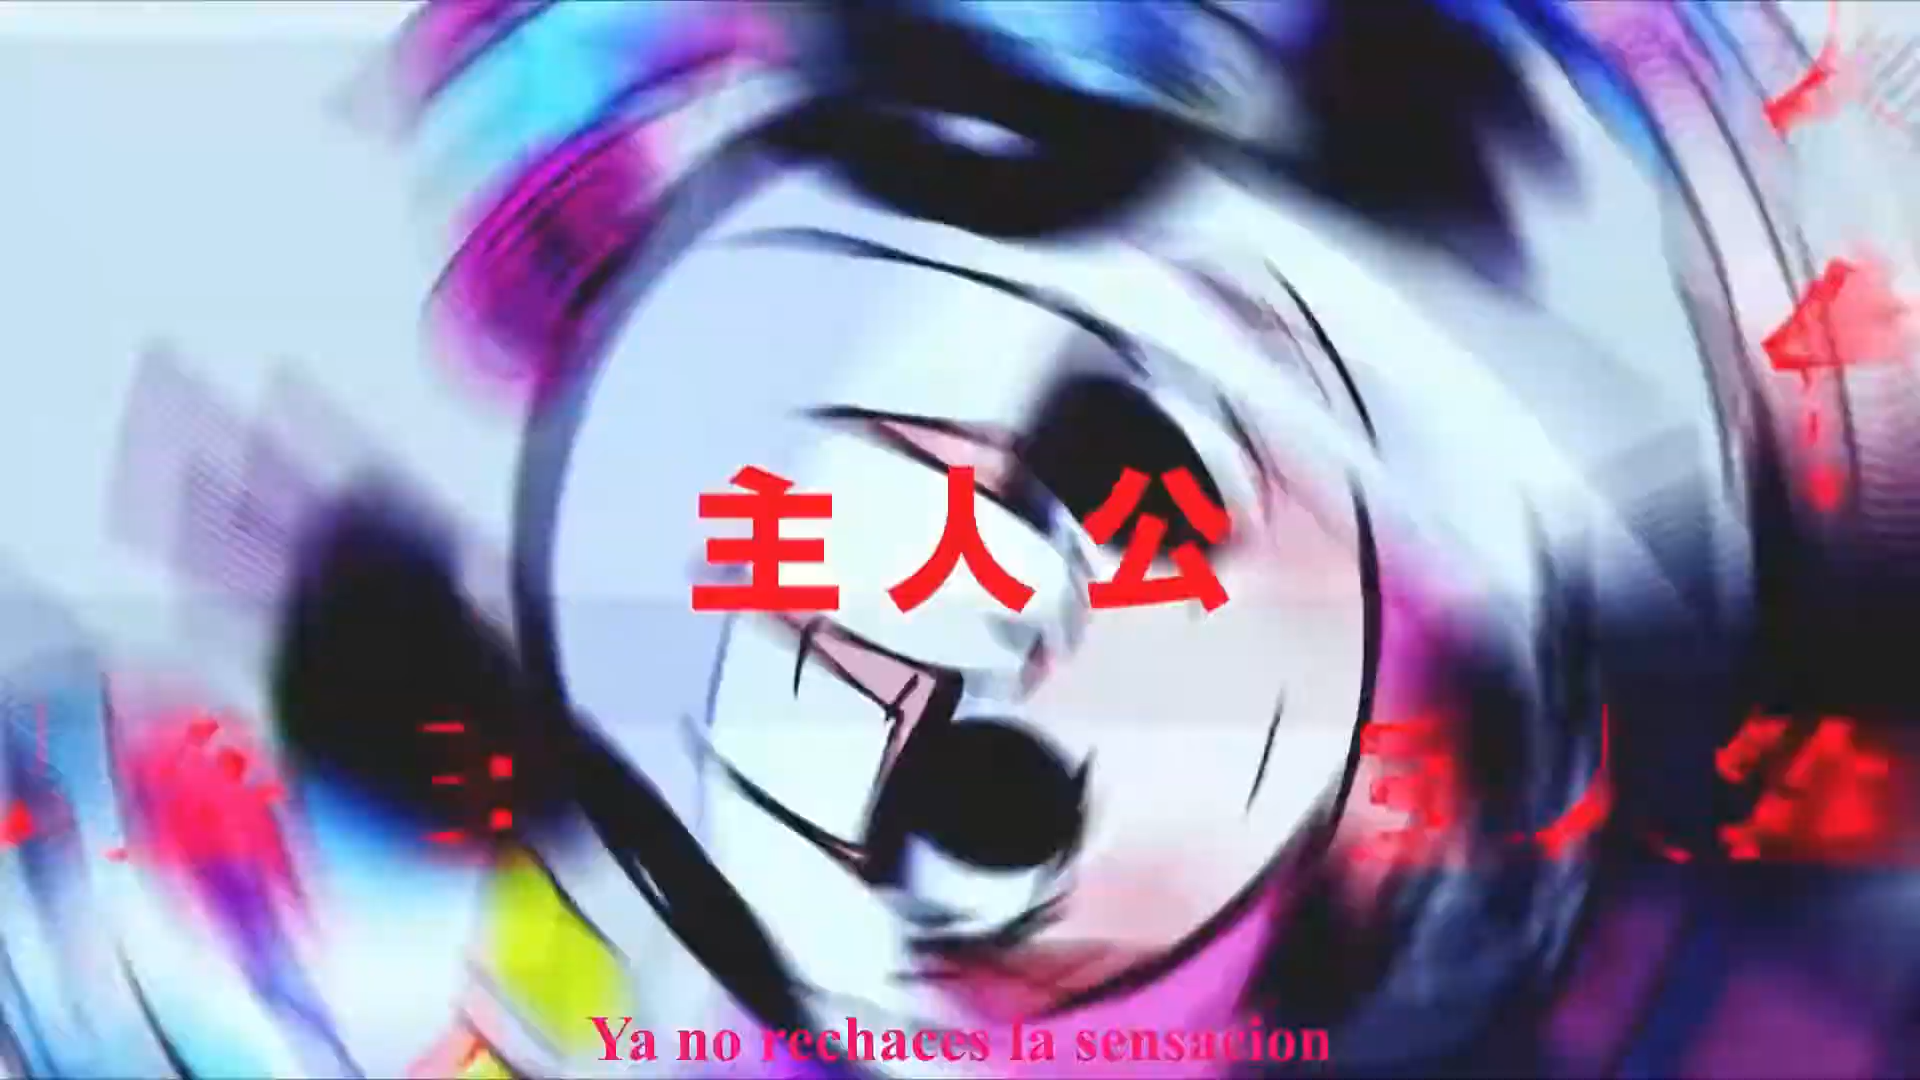 主人公
Ya no rechaces la sensacion